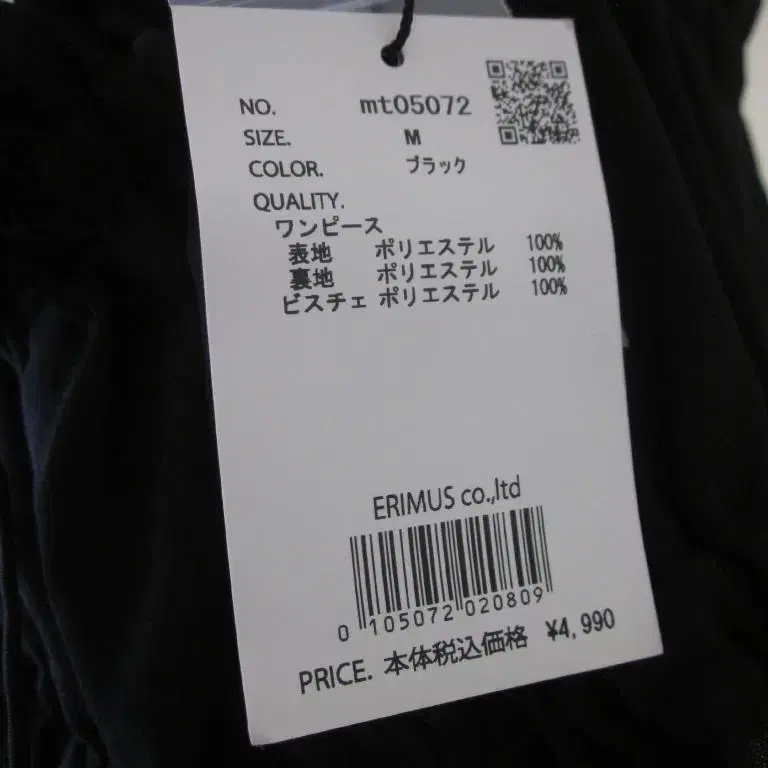 NO. mt05072
SIZE. M
COLOR. ブラック
QUALITY.
ワンピース
表地 ポリエステル 100%
裏地 ポリエステル 100%
ビスチェ ポリエステル 100%
ERIMUS co.,ltd
0 105072 020809
PRICE. 本体税込価格 ¥4,990